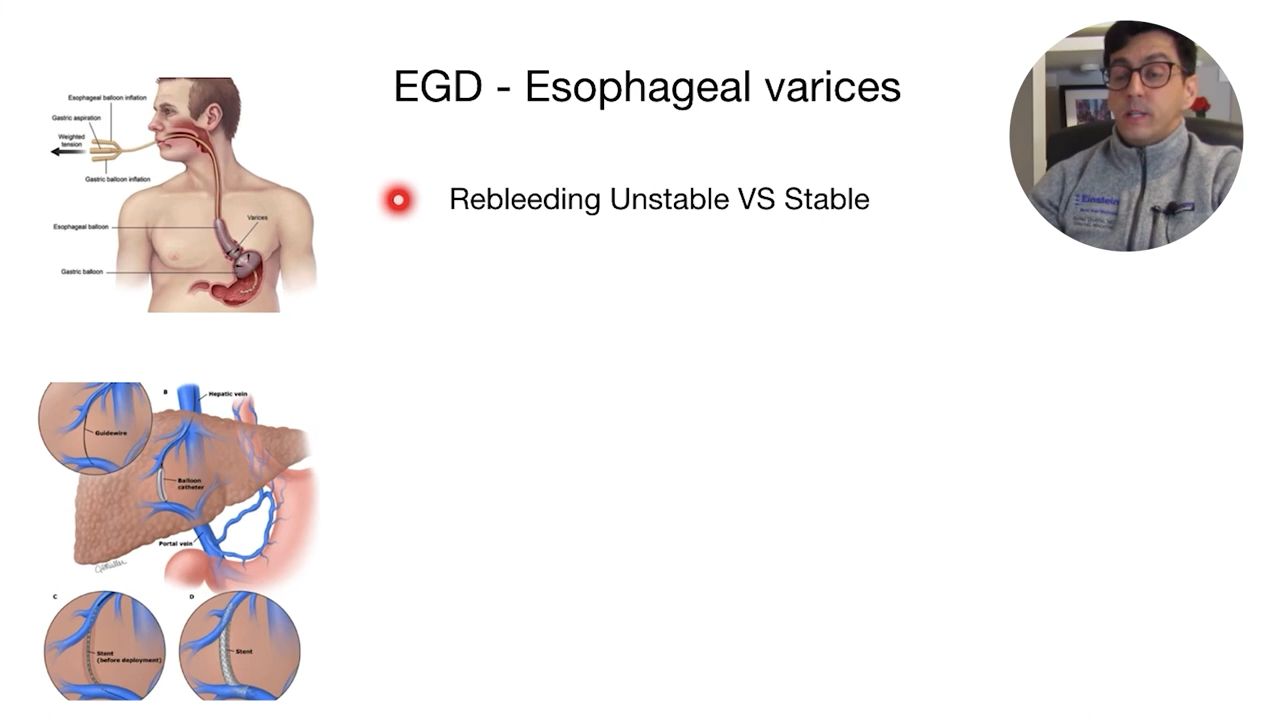 EGD - Esophageal varices
Rebleeding Unstable VS Stable
Esophageal balloon inflation
Gastric aspiration
Weighted
tension
Gastric balloon inflation
Varices
Esophageal balloon
Gastric balloon
B
Hepatic vein
Guidewire
Balloon
catheter
Portal vein
C
D
Stent
(before deployment)
Stent
Einstein